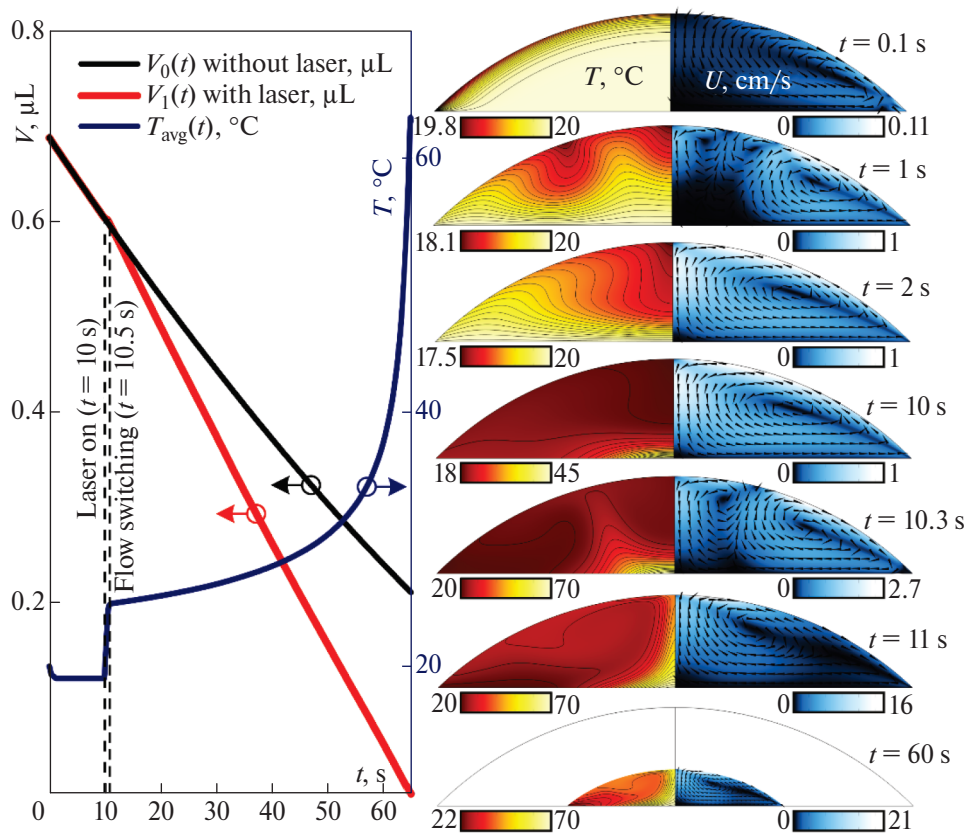 0.8
V₀(t) without laser, µL
V₁(t) with laser, µL
T_avg(t), °C
V, µL
0.6
0.4
0.2
0
T, °C
60
40
20
Laser on (t = 10 s)
Flow switching (t = 10.5 s)
t, s
0 10 20 30 40 50 60
T, °C U, cm/s
t = 0.1 s
19.8 20 0 0.11
t = 1 s
18.1 20 0 1
t = 2 s
17.5 20 0 1
t = 10 s
18 45 0 1
t = 10.3 s
20 70 0 2.7
t = 11 s
20 70 0 16
t = 60 s
22 70 0 21